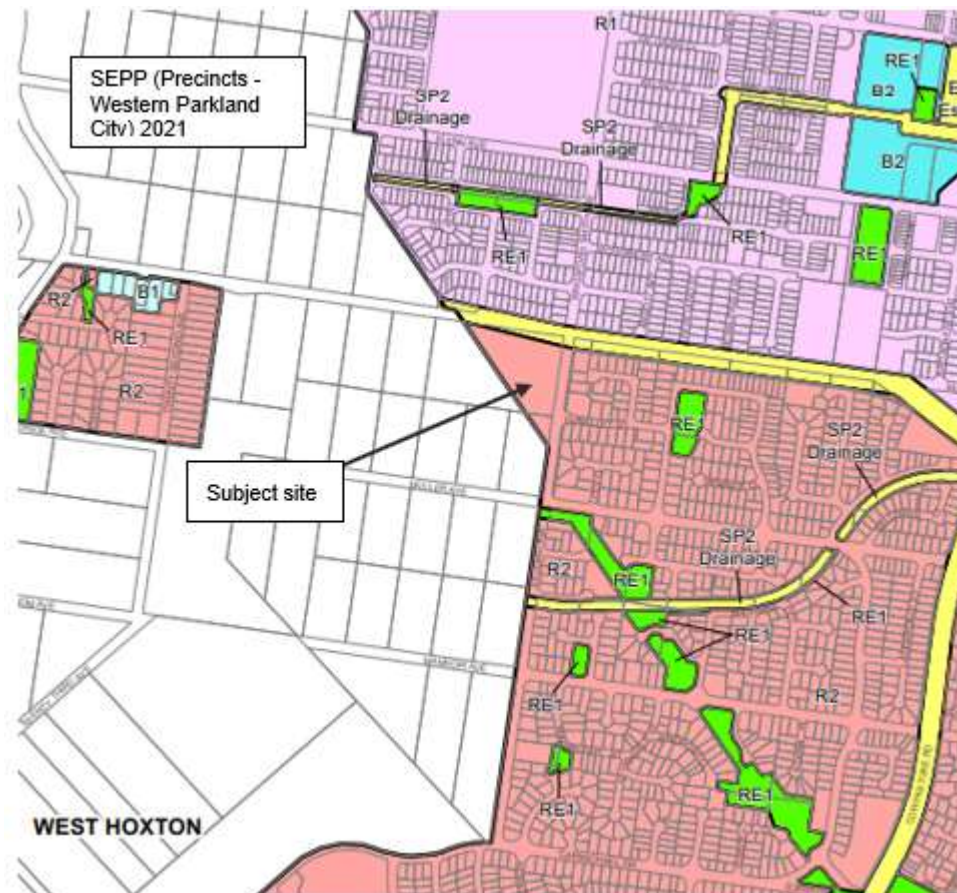 R1
SEPP (Precincts -
Western Parkland
City) 2021
RE1
B2
SP2
Drainage
SP2
Drainage
B2
RE1
RE1
RE1
R2
B1
RE1
R2
RE1
SP2
Drainage
Subject site
SP2
Drainage
R2
RE1
RE1
RE1
RE1
R2
RE1
RE1
WEST HOXTON